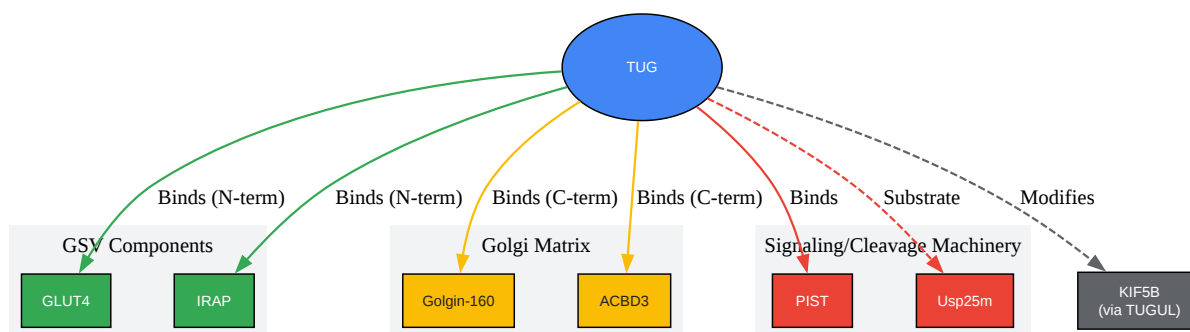 TUG
Binds (N-term)
Binds (N-term)
Binds (C-term)
Binds (C-term)
Binds
Substrate
Modifies
GSV Components
Golgi Matrix
Signaling/Cleavage Machinery
GLUT4
IRAP
Golgin-160
ACBD3
PIST
Usp25m
KIF5B
(via TUGUL)